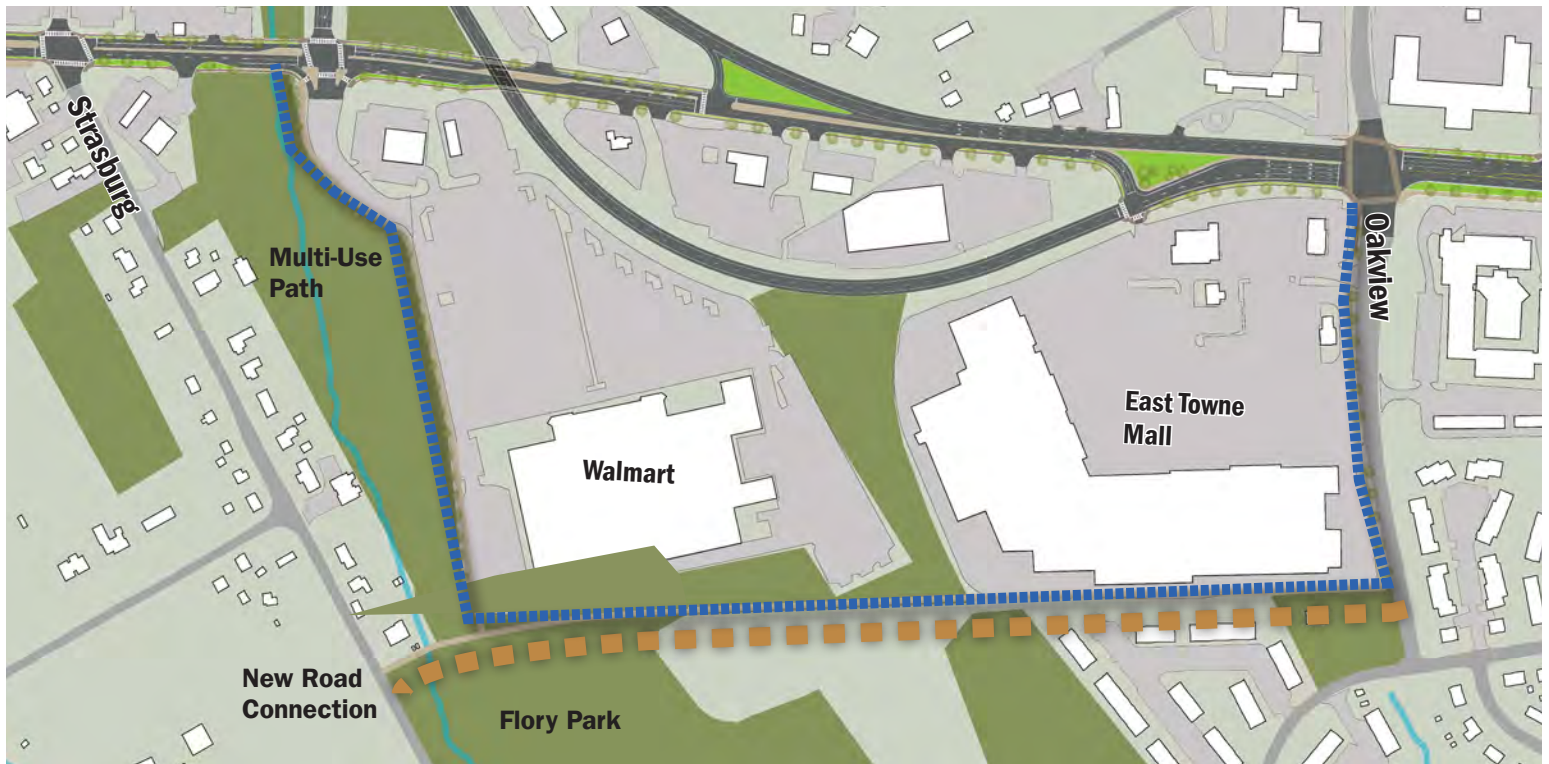 Strasburg
Multi-Use
Path
Oakview
East Towne
Mall
Walmart
New Road
Connection
Flory Park